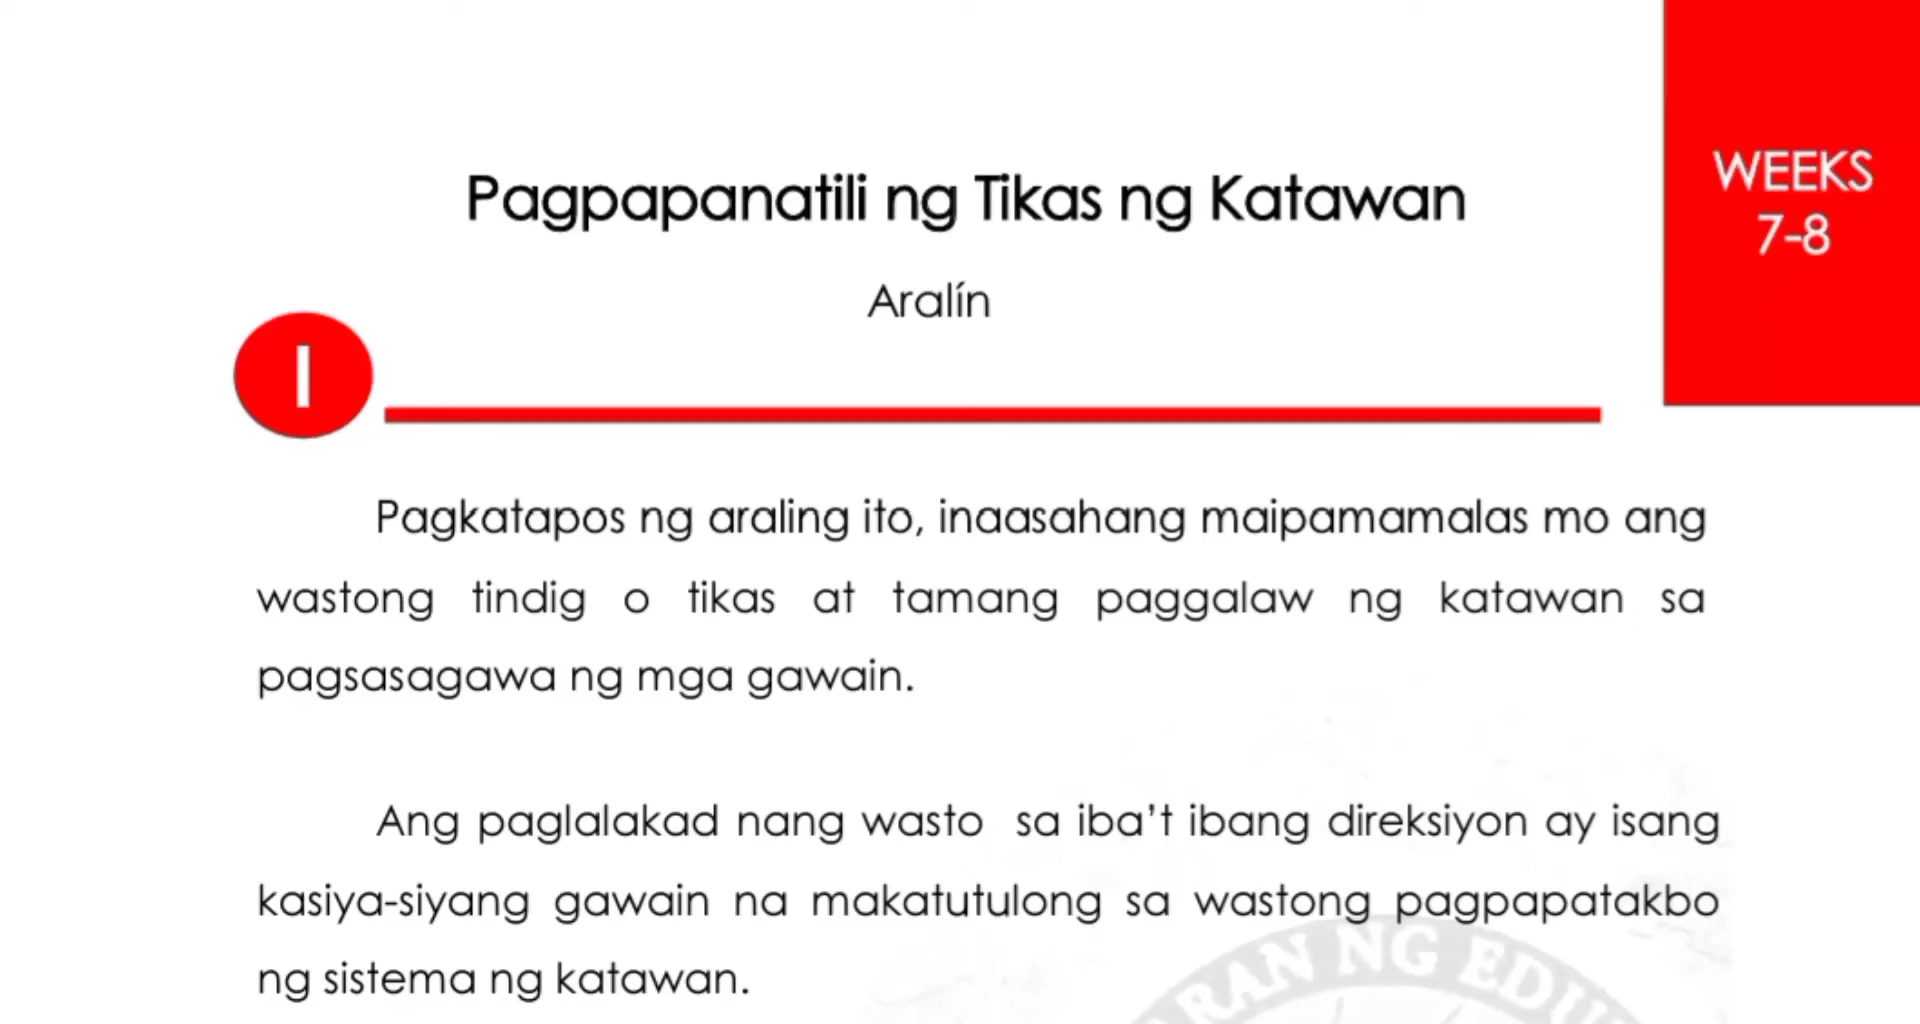 WEEKS
7-8
Pagpapanatili ng Tikas ng Katawan
Aralín
I
Pagkatapos ng araling ito, inaasahang maipamamalas mo ang
wastong tindig o tikas at tamang paggalaw ng katawan sa
pagsasagawa ng mga gawain.
Ang paglalakad nang wasto sa iba't ibang direksiyon ay isang
kasiya-siyang gawain na makatutulong sa wastong pagpapatakbo
ng sistema ng katawan.
NG